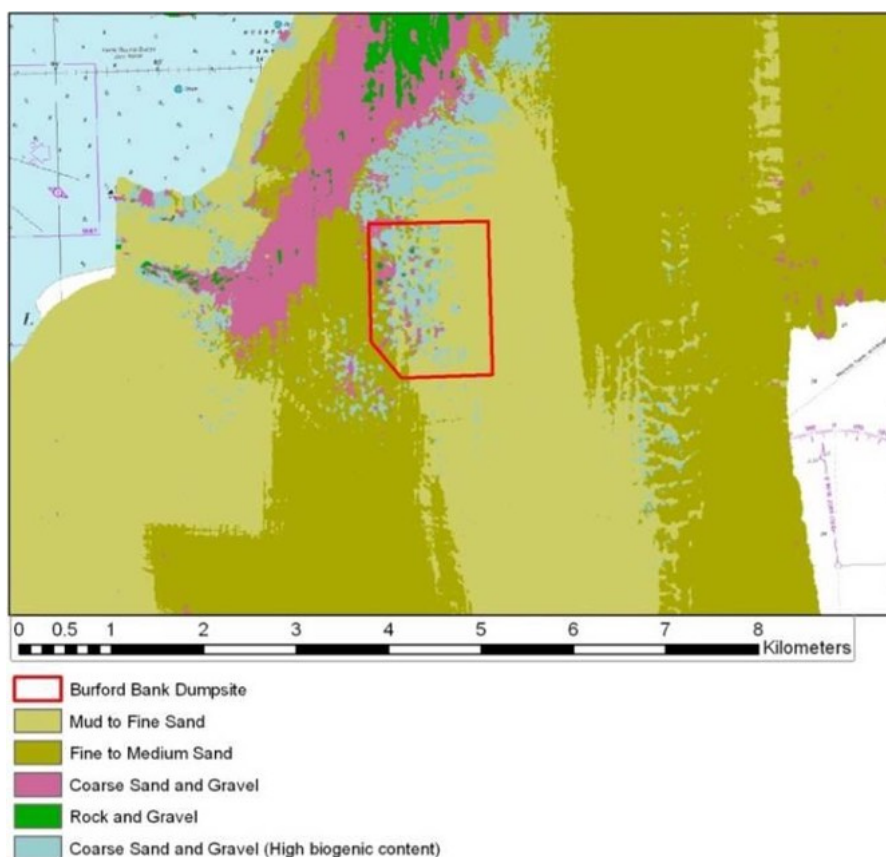 L
0 0.5 1 2 3 4 5 6 7 8
Kilometers
Burford Bank Dumpsite
Mud to Fine Sand
Fine to Medium Sand
Coarse Sand and Gravel
Rock and Gravel
Coarse Sand and Gravel (High biogenic content)